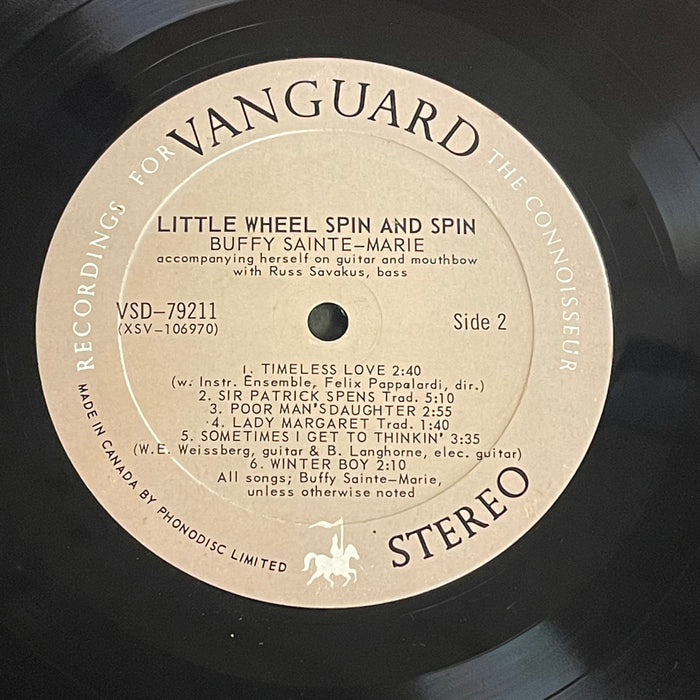 RECORDINGS FOR VANGUARD THE CONNOISSEUR
LITTLE WHEEL SPIN AND SPIN
BUFFY SAINTE-MARIE
accompanying herself on guitar and mouthbow
with Russ Savakus, bass
VSD-79211
(XSV-106970)
Side 2
1. TIMELESS LOVE 2:40
(w. Instr. Ensemble, Felix Pappalardi, dir.)
2. SIR PATRICK SPENS Trad. 5:10
3. POOR MAN'S DAUGHTER 2:55
4. LADY MARGARET Trad. 1:40
5. SOMETIMES I GET TO THINKIN' 3:35
(W.E. Weissberg, guitar & B. Langhorne, elec. guitar)
6. WINTER BOY 2:10
All songs; Buffy Sainte-Marie,
unless otherwise noted
MADE IN CANADA BY PHONODISC LIMITED
STEREO